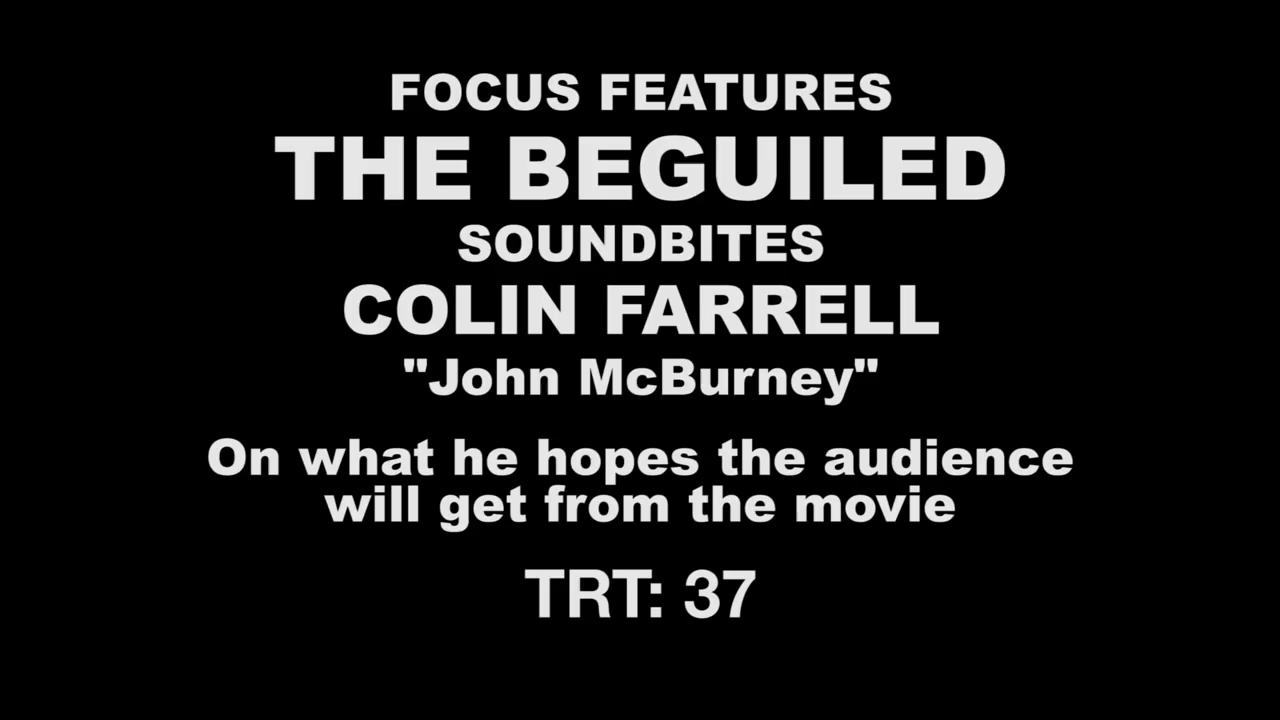 FOCUS FEATURES
THE BEGUILED
SOUNDBITES
COLIN FARRELL
"John McBurney"
On what he hopes the audience
will get from the movie
TRT: 37